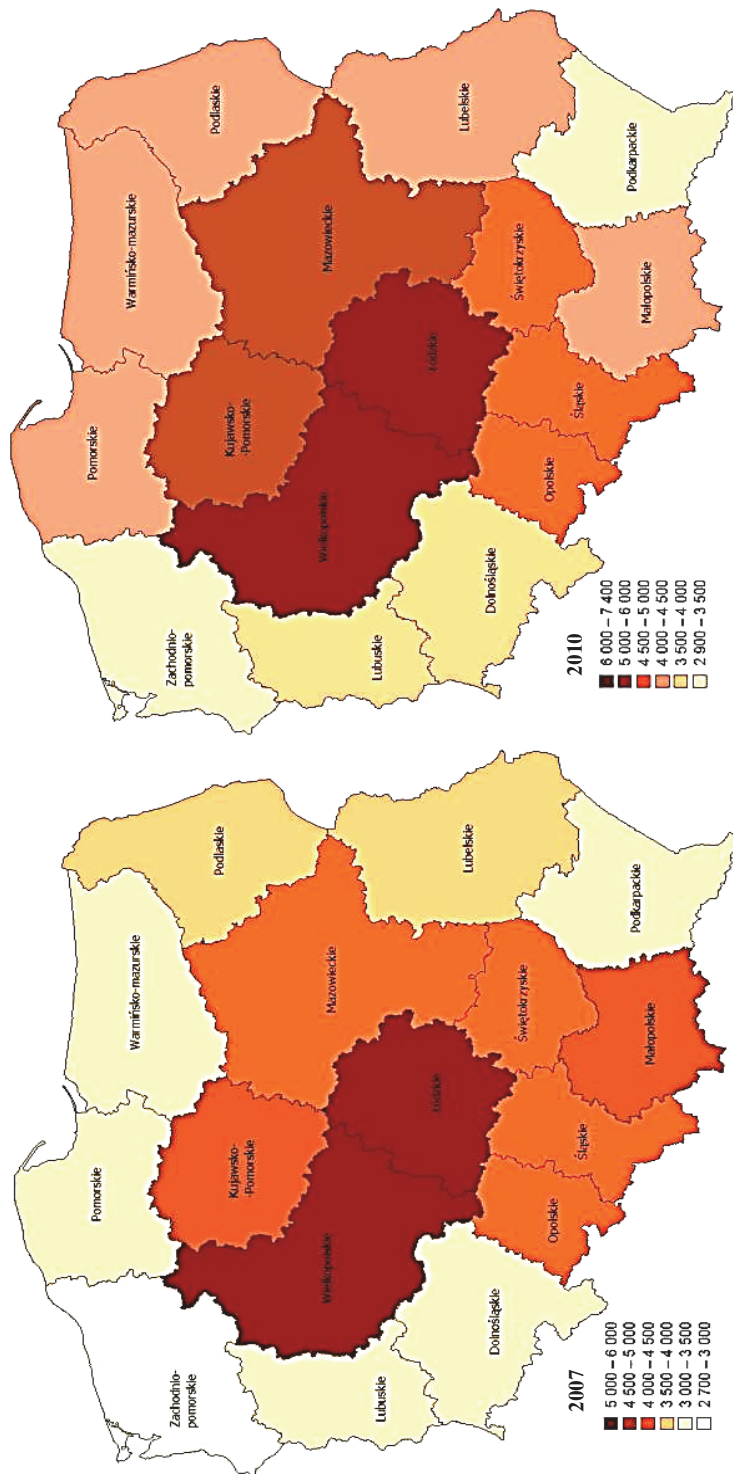 2007
5 000 – 6 000
4 500 – 5 000
4 000 – 4 500
3 500 – 4 000
3 000 – 3 500
2 700 – 3 000
Zachodnio-
pomorskie
Pomorskie
Warmińsko-mazurskie
Podlaskie
Kujawsko-
-Pomorskie
Mazowieckie
Wielkopolskie
Lubuskie
Łódzkie
Lubelskie
Dolnośląskie
Opolskie
Śląskie
Świętokrzyskie
Małopolskie
Podkarpackie
2010
6 000 – 7 400
5 000 – 6 000
4 500 – 5 000
4 000 – 4 500
3 500 – 4 000
2 900 – 3 500
Zachodnio-
pomorskie
Pomorskie
Warmińsko-mazurskie
Podlaskie
Kujawsko-
-Pomorskie
Mazowieckie
Wielkopolskie
Lubuskie
Łódzkie
Lubelskie
Dolnośląskie
Opolskie
Śląskie
Świętokrzyskie
Małopolskie
Podkarpackie